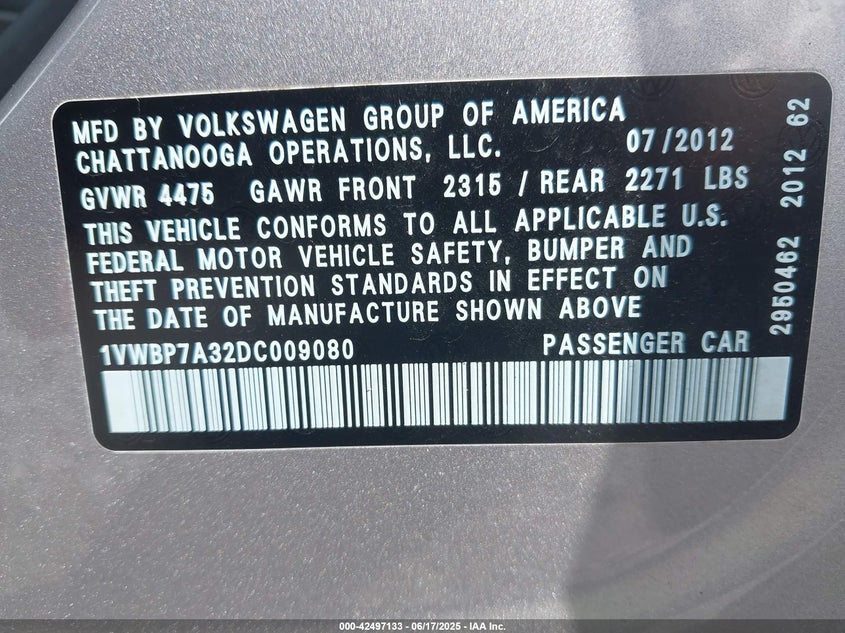 MFD BY VOLKSWAGEN GROUP OF AMERICA
CHATTANOOGA OPERATIONS, LLC. 07/2012
GVWR 4475 GAWR FRONT 2315 / REAR 2271 LBS
THIS VEHICLE CONFORMS TO ALL APPLICABLE U.S.
FEDERAL MOTOR VEHICLE SAFETY, BUMPER AND
THEFT PREVENTION STANDARDS IN EFFECT ON
THE DATE OF MANUFACTURE SHOWN ABOVE
1VWBP7A32DC009080 PASSENGER CAR
2950462 2012 62
000-42497133 - 06/17/2025 - IAA Inc.